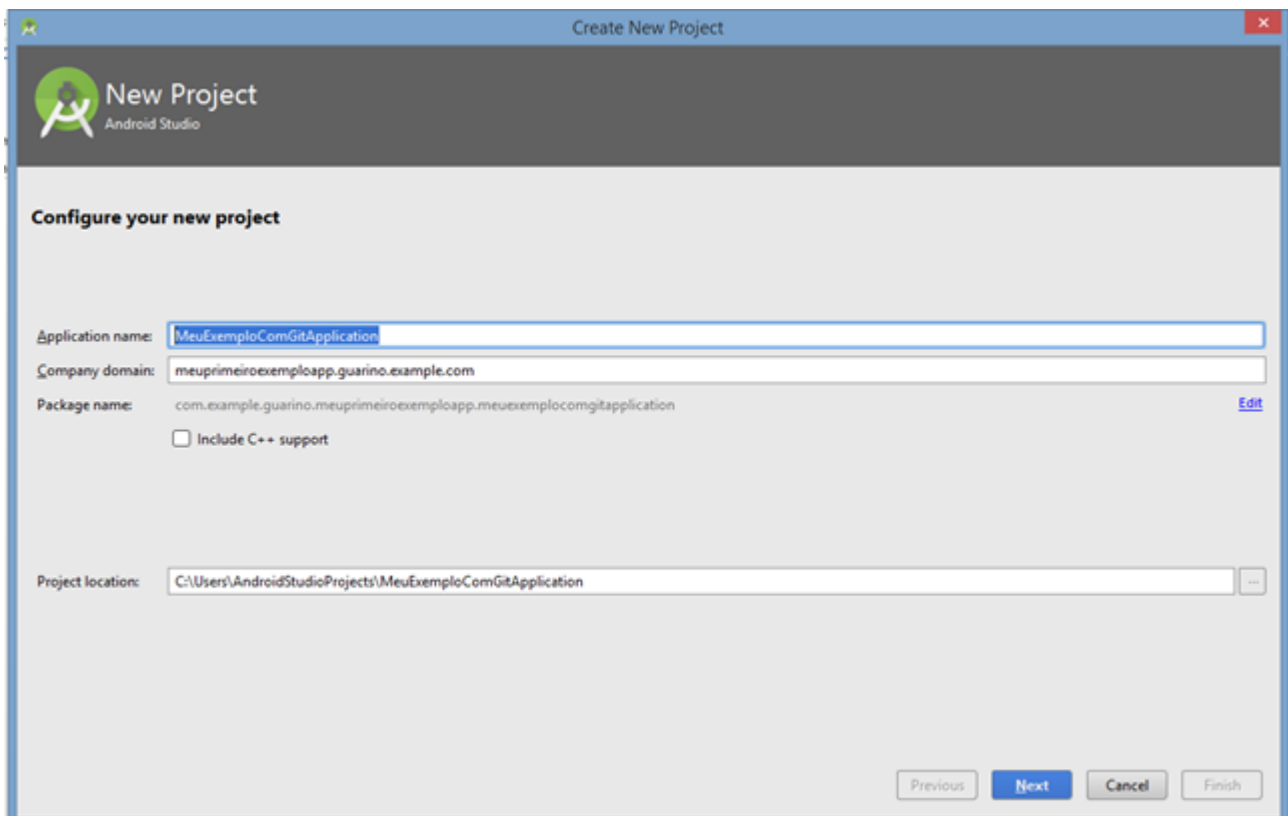 Create New Project
New Project
Android Studio
Configure your new project
Application name: MeuExemploComGitApplication
Company domain: meuprimeiroexemploapp.guarino.example.com
Package name: com.example.guarino.meuprimeiroexemploapp.meuexemplocomgitapplication Edit
Include C++ support
Project location: C:\Users\AndroidStudioProjects\MeuExemploComGitApplication ...
Previous Next Cancel Finish